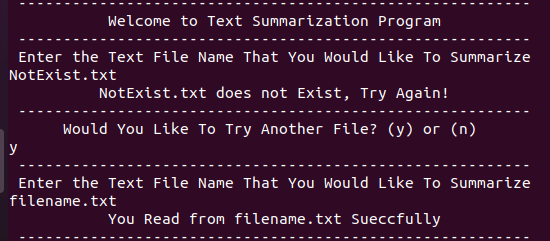 ---------------------------------------------------------
Welcome to Text Summarization Program
---------------------------------------------------------
Enter the Text File Name That You Would Like To Summarize
NotExist.txt
NotExist.txt does not Exist, Try Again!
---------------------------------------------------------
Would You Like To Try Another File? (y) or (n)
y
---------------------------------------------------------
Enter the Text File Name That You Would Like To Summarize
filename.txt
You Read from filename.txt Sueccfully
---------------------------------------------------------